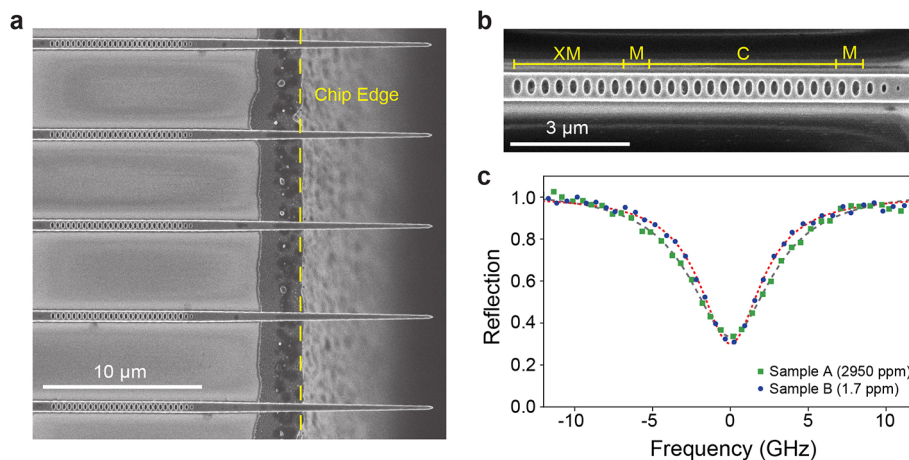 a
Chip Edge
10 µm
b
XM M C M
3 µm
c
1.0
0.8
0.6
0.4
0.2
0.0
Reflection
Sample A (2950 ppm)
Sample B (1.7 ppm)
-10 -5 0 5 10
Frequency (GHz)